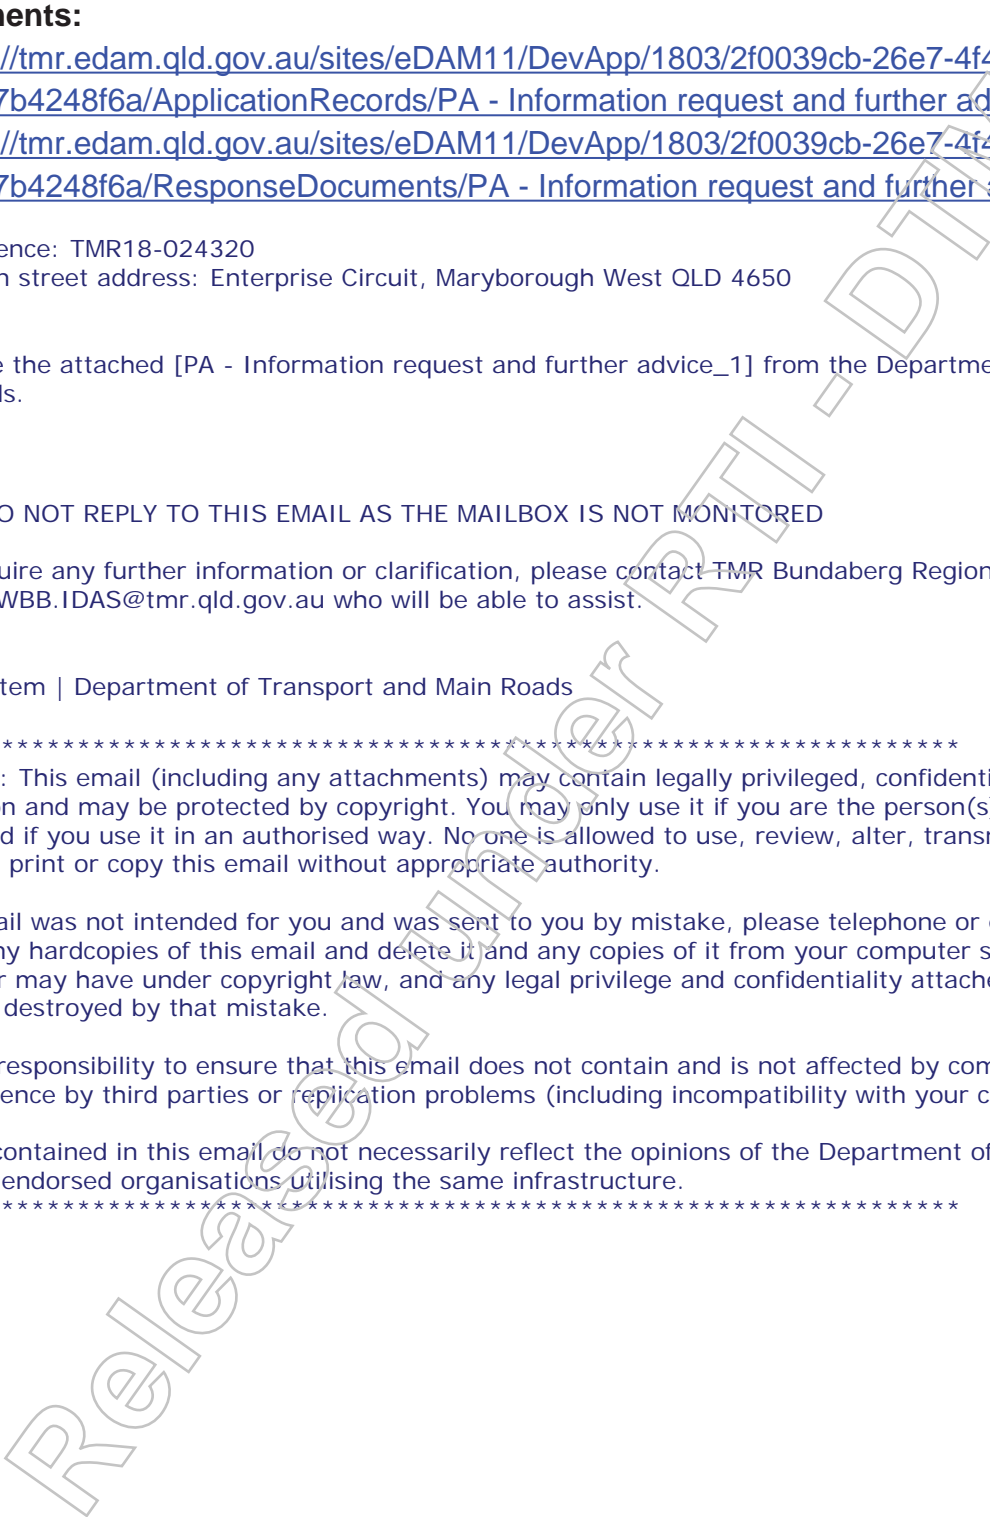 nents:
//tmr.edam.qld.gov.au/sites/eDAM11/DevApp/1803/2f0039cb-26e7-4f4
7b4248f6a/ApplicationRecords/PA - Information request and further ad
//tmr.edam.qld.gov.au/sites/eDAM11/DevApp/1803/2f0039cb-26e7-4f4
7b4248f6a/ResponseDocuments/PA - Information request and further a
ence: TMR18-024320
n street address: Enterprise Circuit, Maryborough West QLD 4650
e the attached [PA - Information request and further advice_1] from the Departme
ls.
O NOT REPLY TO THIS EMAIL AS THE MAILBOX IS NOT MONITORED
uire any further information or clarification, please contact TMR Bundaberg Region
WBB.IDAS@tmr.qld.gov.au who will be able to assist.
tem | Department of Transport and Main Roads
****************************************************************
: This email (including any attachments) may contain legally privileged, confidenti
on and may be protected by copyright. You may only use it if you are the person(s)
d if you use it in an authorised way. No one is allowed to use, review, alter, transm
print or copy this email without appropriate authority.
ail was not intended for you and was sent to you by mistake, please telephone or e
ny hardcopies of this email and delete it and any copies of it from your computer s
r may have under copyright law, and any legal privilege and confidentiality attache
destroyed by that mistake.
responsibility to ensure that this email does not contain and is not affected by com
ence by third parties or replication problems (including incompatibility with your c
contained in this email do not necessarily reflect the opinions of the Department of
endorsed organisations utilising the same infrastructure.
****************************************************************
Released under RTI - DTM